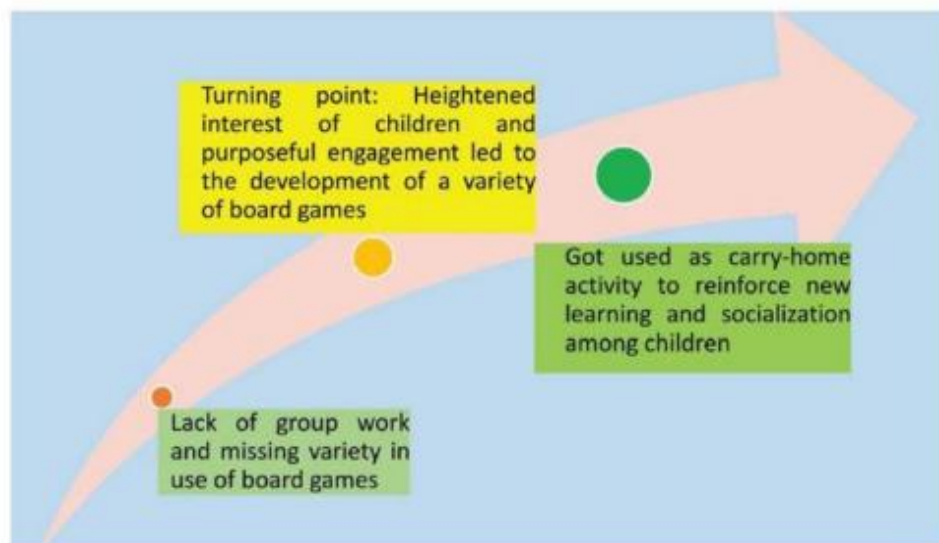 Turning point: Heightened
interest of children and
purposeful engagement led to
the development of a variety
of board games
Got used as carry-home
activity to reinforce new
learning and socialization
among children
Lack of group work
and missing variety in
use of board games